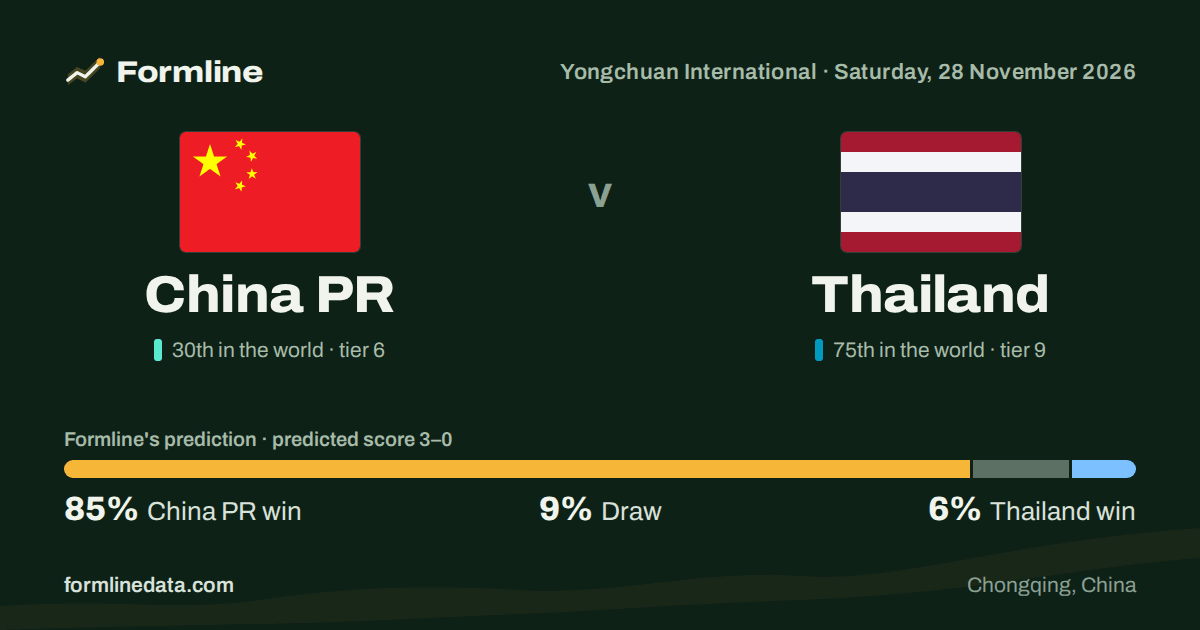 Formline
Yongchuan International · Saturday, 28 November 2026
v
China PR
Thailand
30th in the world · tier 6
75th in the world · tier 9
Formline's prediction · predicted score 3–0
85% China PR win
9% Draw
6% Thailand win
formlinedata.com
Chongqing, China